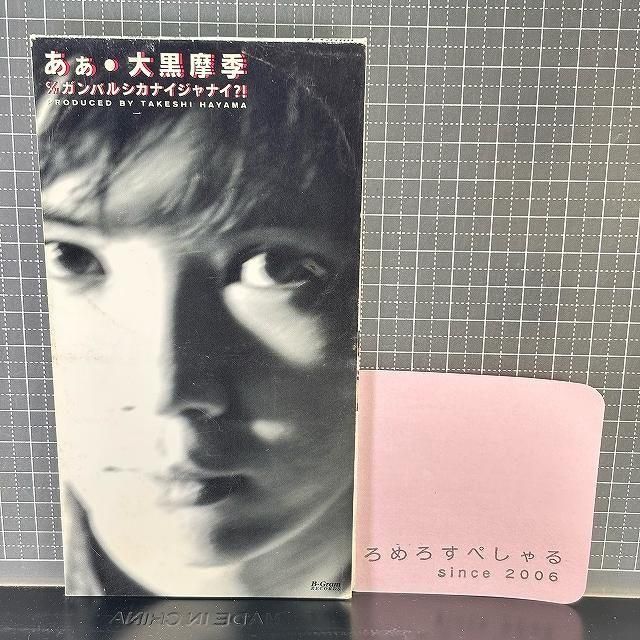 あぁ・大黒摩季
c/wガンバルシカナイジャナイ?!
PRODUCED BY TAKESHI HAYAMA
B-Gram
RECORDS
ろめろすぺしゃる
since 2006
MADE IN CHINA